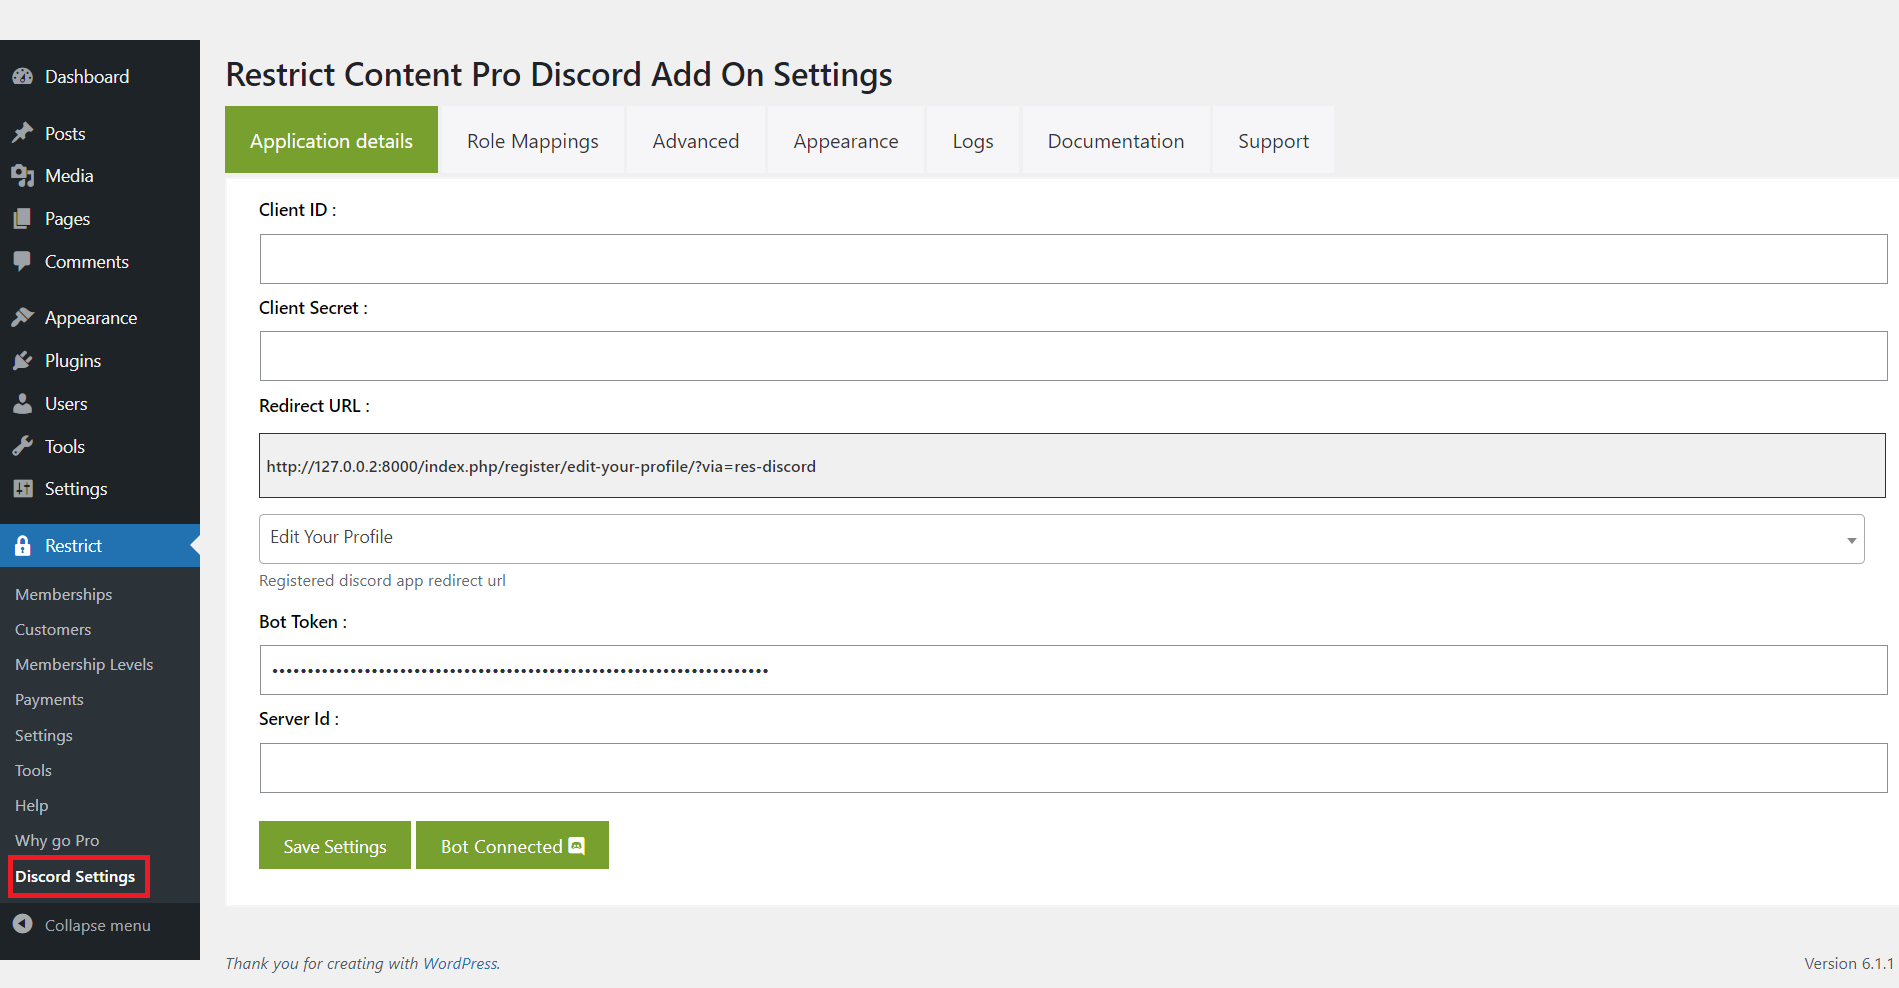 Dashboard
Posts
Media
Pages
Comments
Appearance
Plugins
Users
Tools
Settings
Restrict
Memberships
Customers
Membership Levels
Payments
Settings
Tools
Help
Why go Pro
Discord Settings
Collapse menu
Restrict Content Pro Discord Add On Settings
Application details Role Mappings Advanced Appearance Logs Documentation Support
Client ID :
Client Secret :
Redirect URL :
http://127.0.0.2:8000/index.php/register/edit-your-profile/?via=res-discord
Edit Your Profile
Registered discord app redirect url
Bot Token :
Server Id :
Save Settings Bot Connected
Thank you for creating with WordPress.
Version 6.1.1